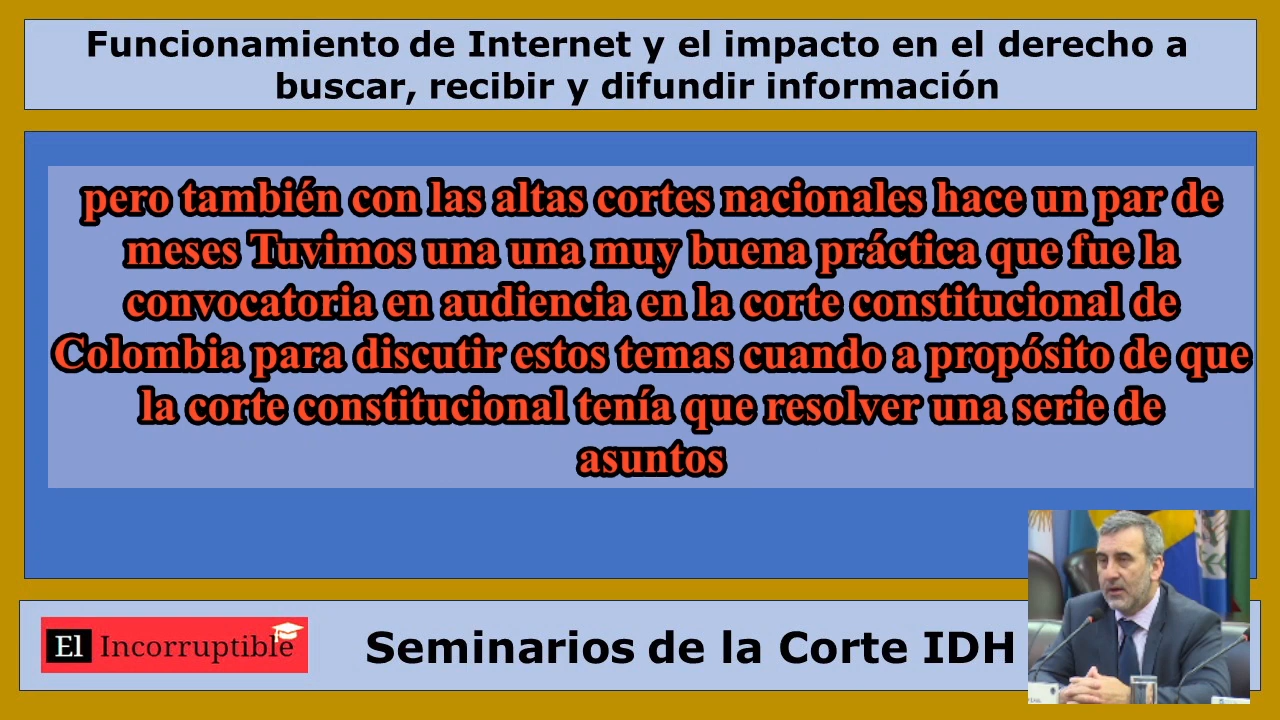 Funcionamiento de Internet y el impacto en el derecho a
buscar, recibir y difundir información
pero también con las altas cortes nacionales hace un par de
meses Tuvimos una una muy buena práctica que fue la
convocatoria en audiencia en la corte constitucional de
Colombia para discutir estos temas cuando a propósito de que
la corte constitucional tenía que resolver una serie de
asuntos
El Incorruptible
Seminarios de la Corte IDH